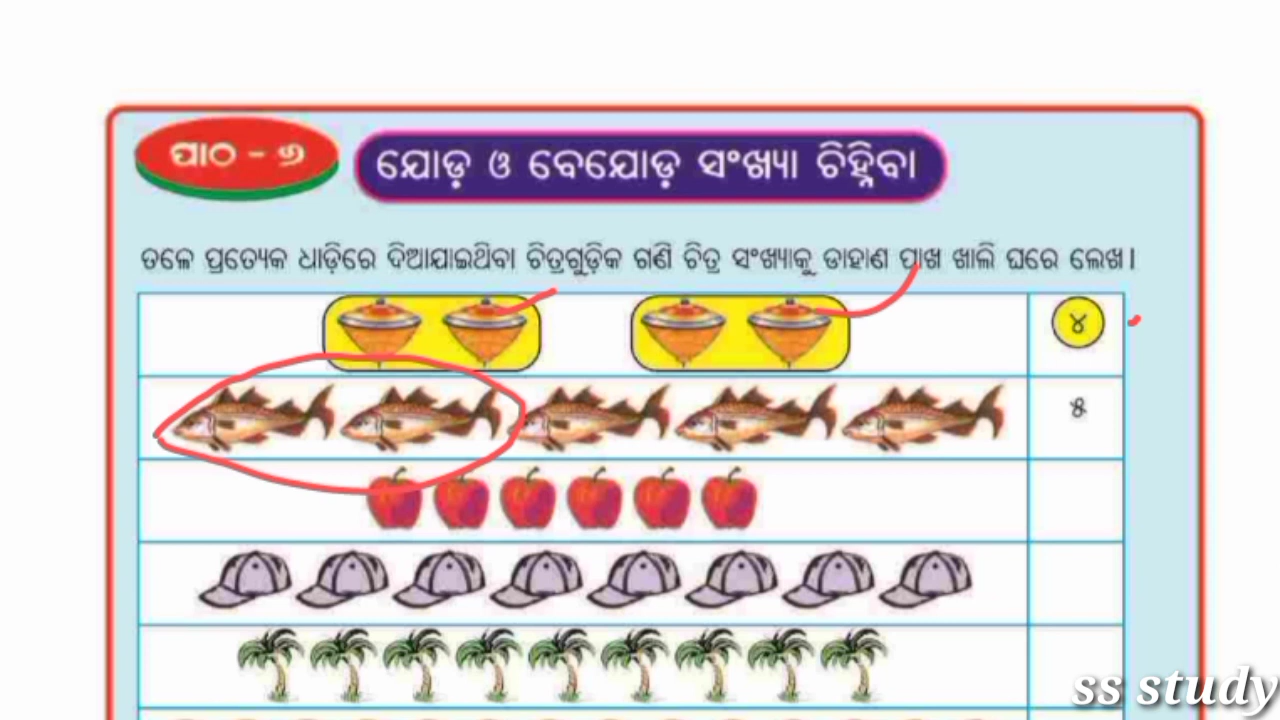 ପାଠ - ୬
ଯୋଡ଼ ଓ ବେଯୋଡ଼ ସଂଖ୍ୟା ଚିହ୍ନିବା
ତଳେ ପ୍ରତ୍ୟେକ ଧାଡ଼ିରେ ଦିଆଯାଇଥିବା ଚିତ୍ରଗୁଡ଼ିକ ଗଣି ଚିତ୍ର ସଂଖ୍ୟାକୁ ଡାହାଣ ପାଖ ଖାଲି ଘରେ ଲେଖ।
୪
୫
ss study